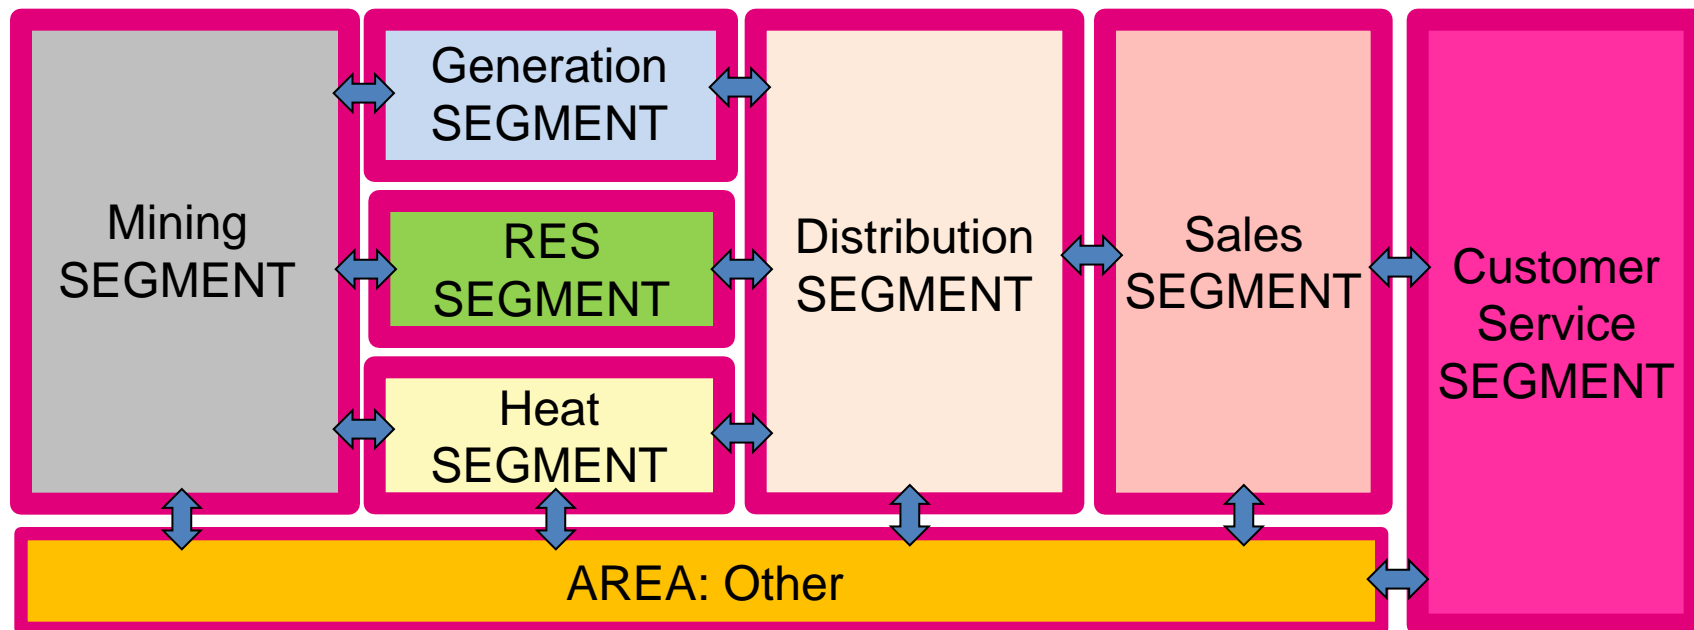 Mining
SEGMENT
Generation
SEGMENT
RES
SEGMENT
Heat
SEGMENT
Distribution
SEGMENT
Sales
SEGMENT
Customer
Service
SEGMENT
AREA: Other